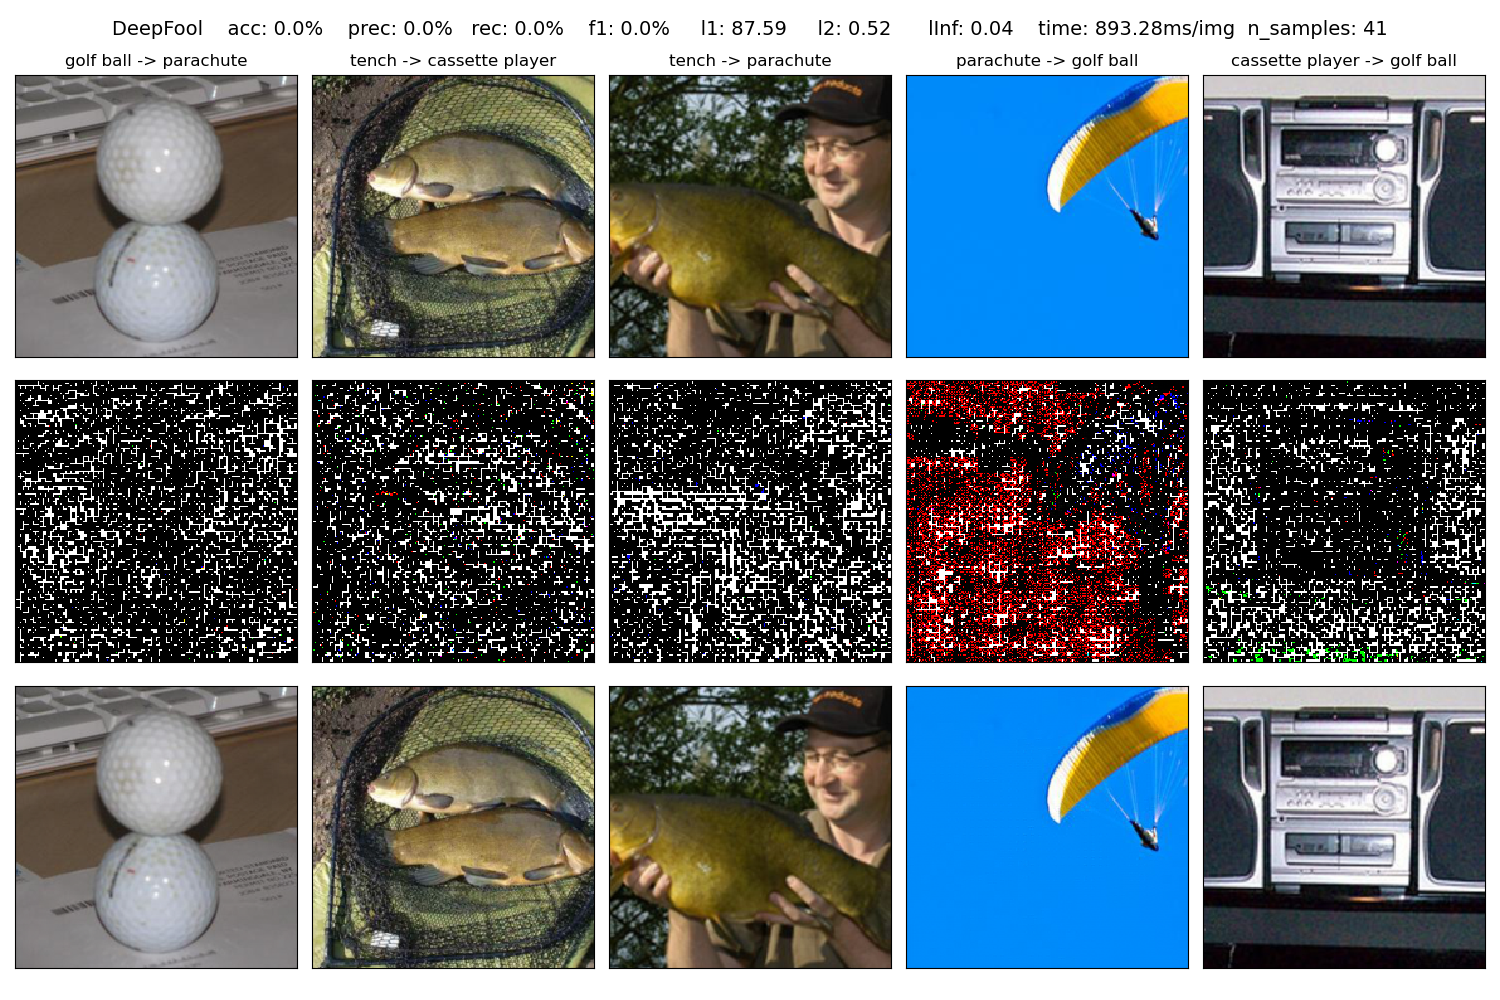 DeepFool    acc: 0.0%    prec: 0.0%   rec: 0.0%    f1: 0.0%     l1: 87.59     l2: 0.52      lInf: 0.04    time: 893.28ms/img  n_samples: 41
golf ball -> parachute
tench -> cassette player
tench -> parachute
parachute -> golf ball
cassette player -> golf ball